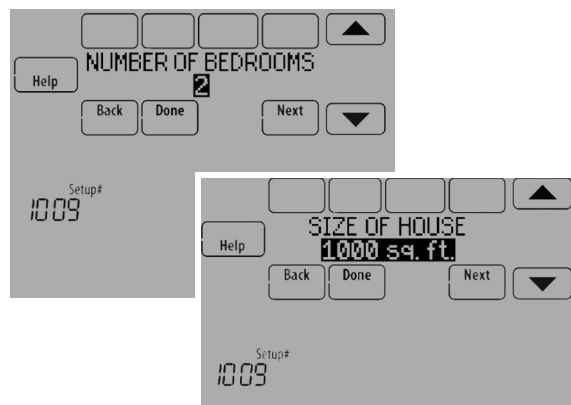 NUMBER OF BEDROOMS
Help
2
Back Done Next
Setup#
1009
SIZE OF HOUSE
Help
1000 sq. ft.
Back Done Next
Setup#
1009